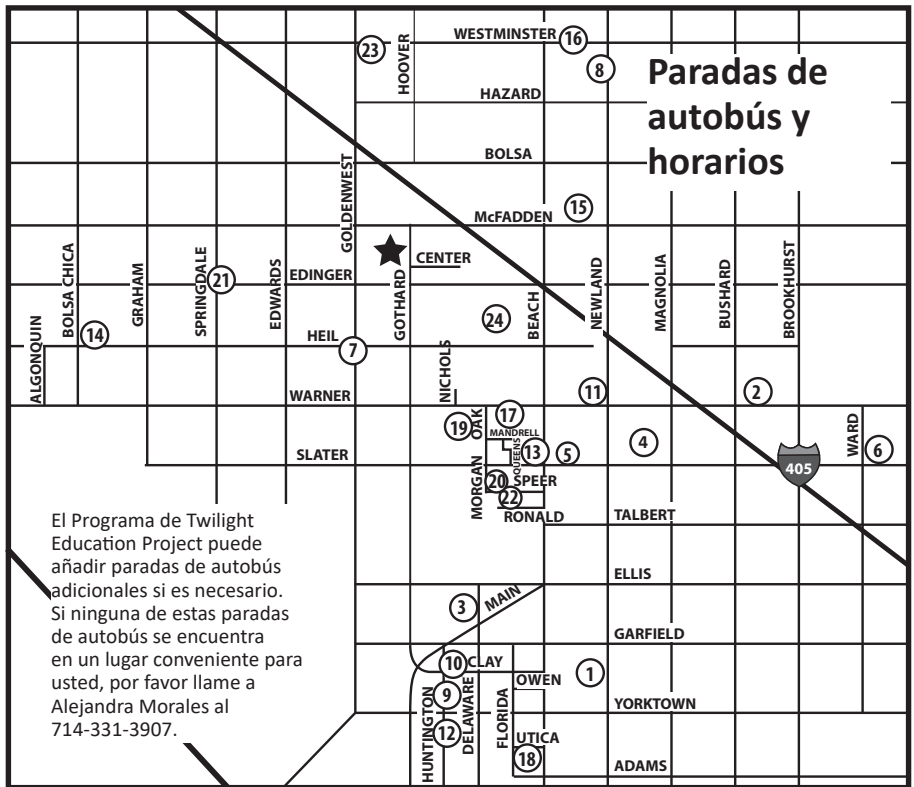 WESTMINSTER
16
23
HOOVER
8
Paradas de
autobús y
horarios
HAZARD
BOLSA
GOLDENWEST
15
McFADDEN
CENTER
BOLSA CHICA
GRAHAM
SPRINGDALE
21
EDWARDS
EDINGER
GOTHARD
BEACH
NEWLAND
MAGNOLIA
BUSHARD
BROOKHURST
24
ALGONQUIN
14
HEIL
7
NICHOLS
WARNER
11
2
19
OAK
17
MANDRELL
QUEENS
13
5
4
WARD
6
SLATER
405
MORGAN
20
SPEER
22
RONALD
TALBERT
El Programa de Twilight
Education Project puede
añadir paradas de autobús
adicionales si es necesario.
Si ninguna de estas paradas
de autobús se encuentra
en un lugar conveniente para
usted, por favor llame a
Alejandra Morales al
714-331-3907.
ELLIS
3
MAIN
GARFIELD
10
CLAY
OWEN
1
HUNTINGTON
9
DELAWARE
FLORIDA
YORKTOWN
12
UTICA
18
ADAMS